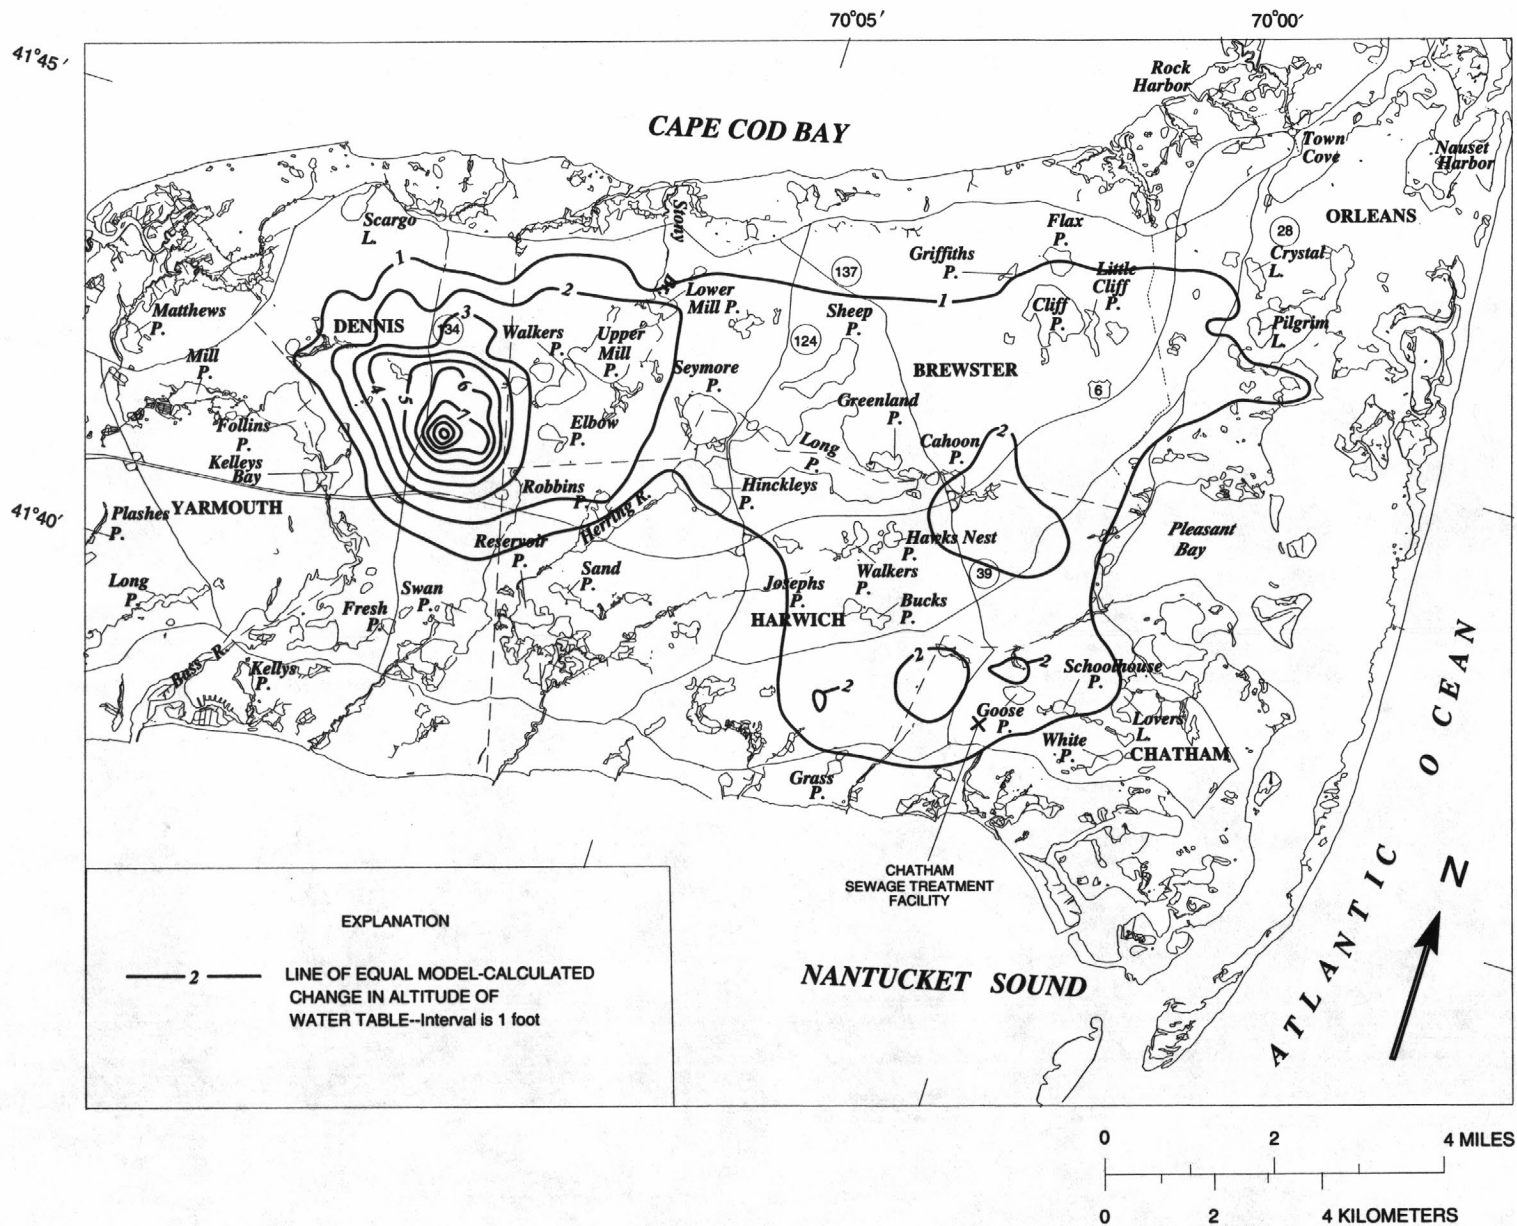 70°05′
70°00′
41°45′
Rock
Harbor
CAPE COD BAY
Town
Cove
Nauset
Harbor
Stony
Br.
Scargo
L.
ORLEANS
Flax
P.
28
Griffiths
P.
Crystal
L.
1
137
Little
Cliff
P.
2
Lower
Mill P.
1
Matthews
P.
3
DENNIS
134
Walkers
P.
Upper
Mill
P.
Sheep
P.
Cliff
P.
Pilgrim
L.
124
Mill
P.
Seymore
P.
BREWSTER
4
5
6
6
Greenland
P.
7
Follins
P.
Elbow
P.
Long
P.
Cahoon
P.
2
Kelleys
Bay
Robbins
P.
Hinckleys
P.
41°40′
Plashes
P.
YARMOUTH
Herring R.
Pleasant
Bay
Reservoir
P.
Hawks Nest
P.
Long
P.
Swan
P.
Sand
P.
Josephs
P.
Walkers
P.
39
Fresh
P.
HARWICH
Bucks
P.
Bass R.
Kellys
P.
2
2
Schoolhouse
P.
2
Goose
P.
Lovers
L.
White
P.
CHATHAM
Grass
P.
ATLANTIC OCEAN
CHATHAM
SEWAGE TREATMENT
FACILITY
N
EXPLANATION
2
LINE OF EQUAL MODEL-CALCULATED
CHANGE IN ALTITUDE OF
WATER TABLE--Interval is 1 foot
NANTUCKET SOUND
0 2 4 MILES
0 2 4 KILOMETERS